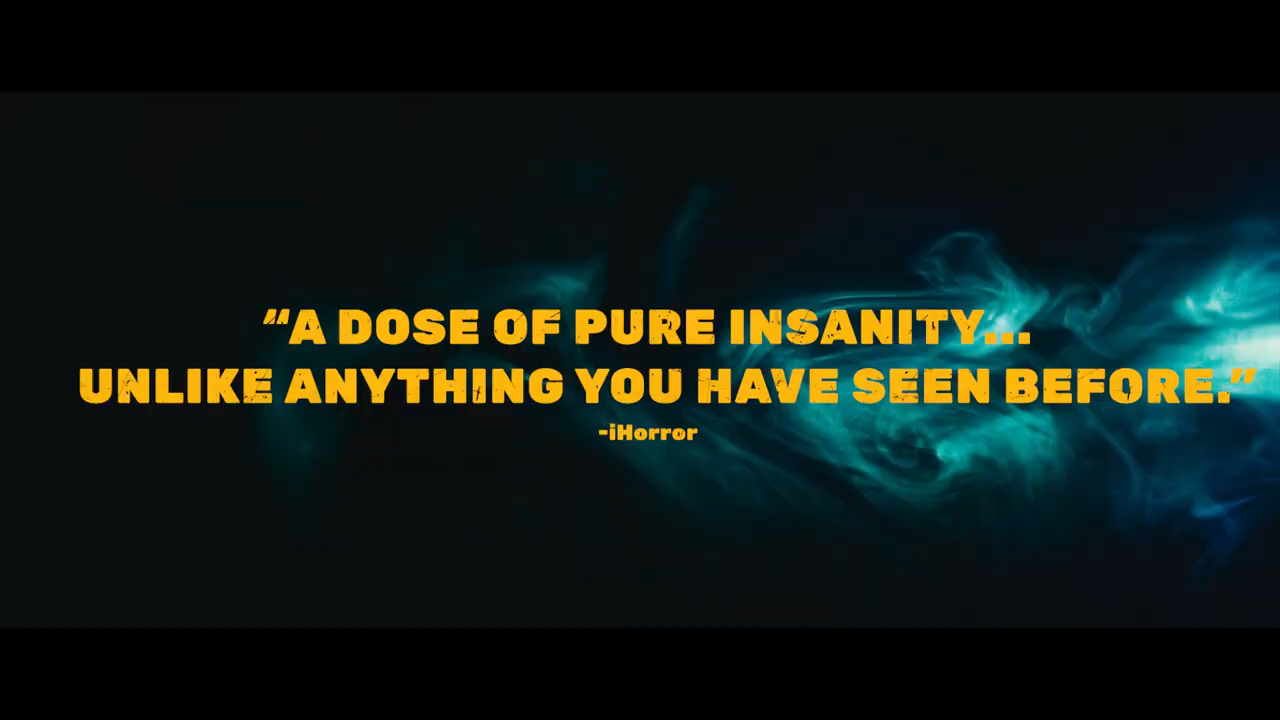 “A DOSE OF PURE INSANITY...
UNLIKE ANYTHING YOU HAVE SEEN BEFORE.”
-iHorror